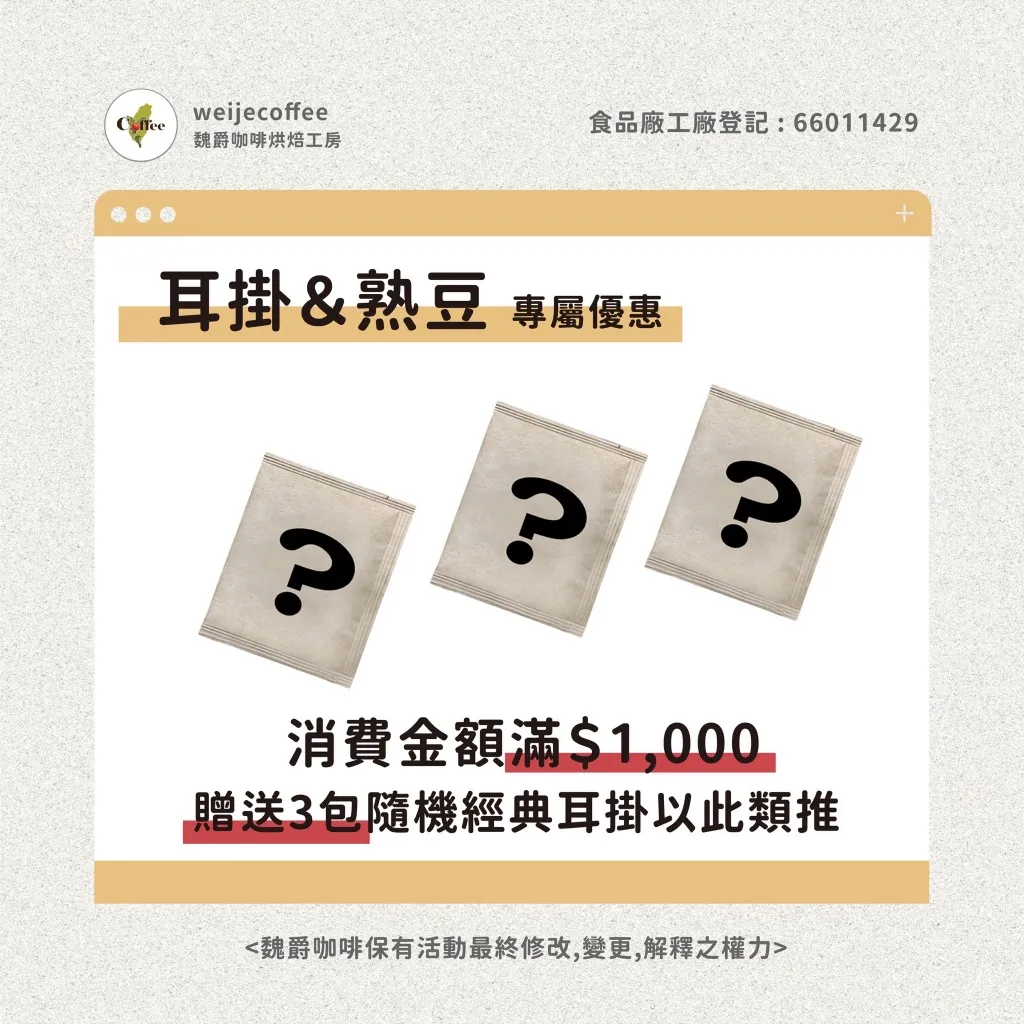 Coffee
weijecoffee
魏爵咖啡烘焙工房
食品廠工廠登記 : 66011429
耳掛&熟豆 專屬優惠
?
?
?
消費金額滿$1,000
贈送3包隨機經典耳掛以此類推
<魏爵咖啡保有活動最終修改,變更,解釋之權力>